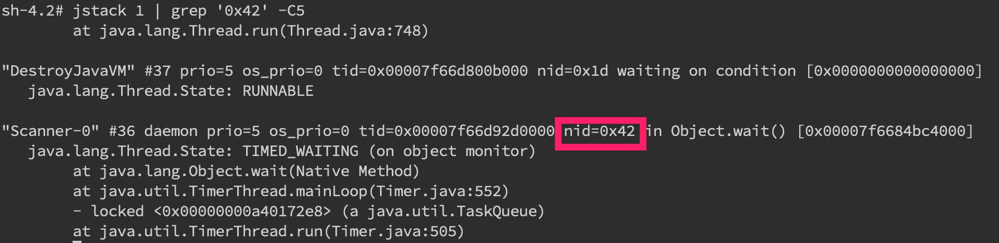 sh-4.2# jstack 1 | grep '0x42' -C5
at java.lang.Thread.run(Thread.java:748)
"DestroyJavaVM" #37 prio=5 os_prio=0 tid=0x00007f66d800b000 nid=0x1d waiting on condition [0x0000000000000000]
java.lang.Thread.State: RUNNABLE
"Scanner-0" #36 daemon prio=5 os_prio=0 tid=0x00007f66d92d0000 nid=0x42 in Object.wait() [0x00007f6684bc4000]
java.lang.Thread.State: TIMED_WAITING (on object monitor)
at java.lang.Object.wait(Native Method)
at java.util.TimerThread.mainLoop(Timer.java:552)
- locked <0x00000000a40172e8> (a java.util.TaskQueue)
at java.util.TimerThread.run(Timer.java:505)